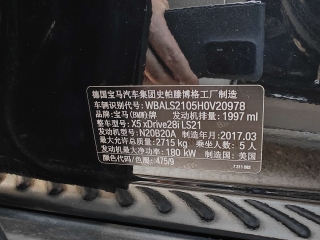 德国宝马汽车集团史帕滕博格工厂制造
车辆识别代号: WBALS2105H0V20978
品牌: 宝马(BMW)牌 发动机排量: 1997 ml
整车型号: X5 xDrive28i LS21
发动机型号: N20B20A 制造年月: 2017.03
最大允许总质量: 2715 kg 乘坐人数: 5 人
发动机最大净功率: 180 kW 制造国: 美国
颜色代码/色号: 475/9